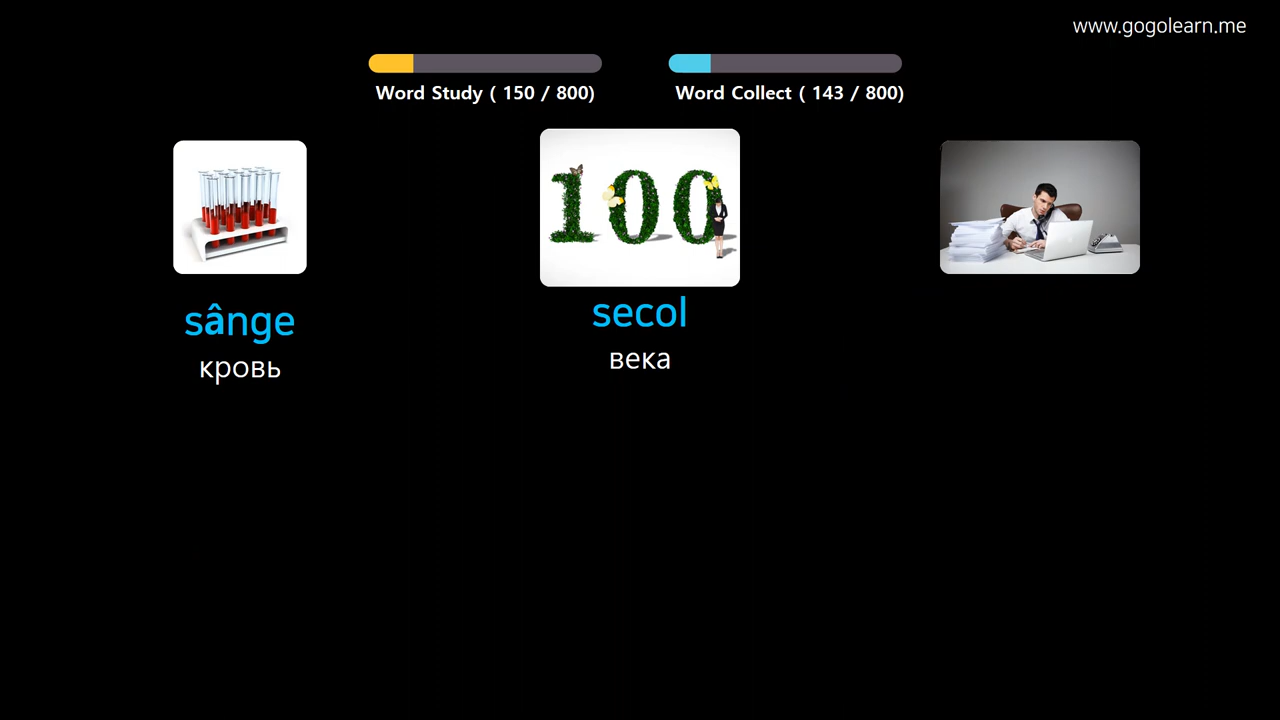 www.gogolearn.me
Word Study ( 150 / 800)
Word Collect ( 143 / 800)
100
sânge
кровь
secol
века